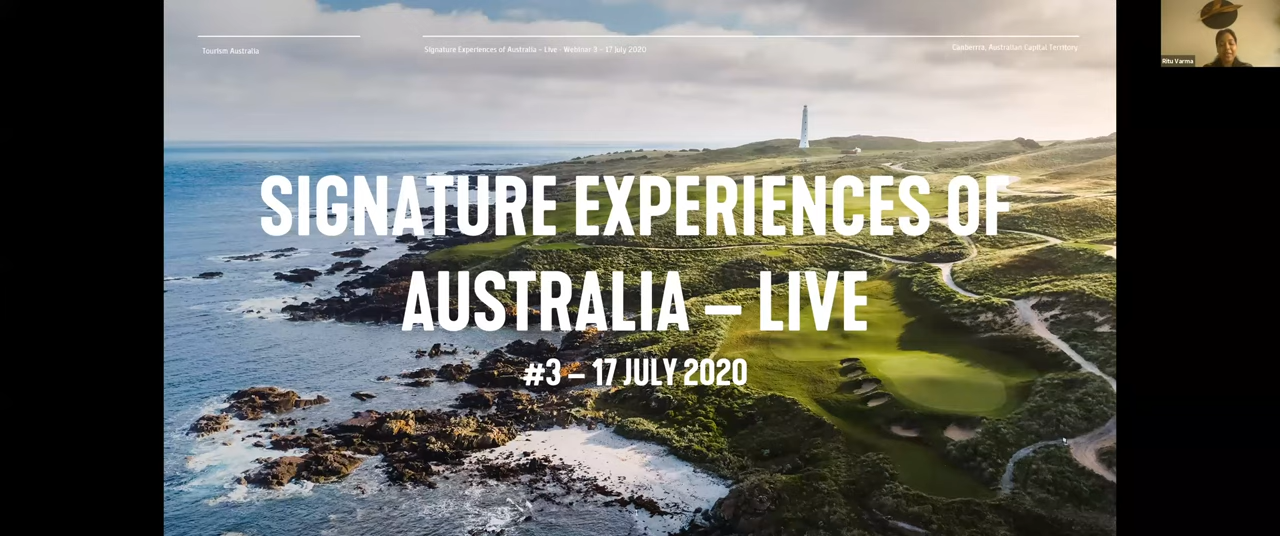 Tourism Australia
Signature Experiences of Australia - Live - Webinar 3 - 17 July 2020
Canberra, Australian Capital Territory
Ritu Varma
SIGNATURE EXPERIENCES OF
AUSTRALIA – LIVE
#3 – 17 JULY 2020